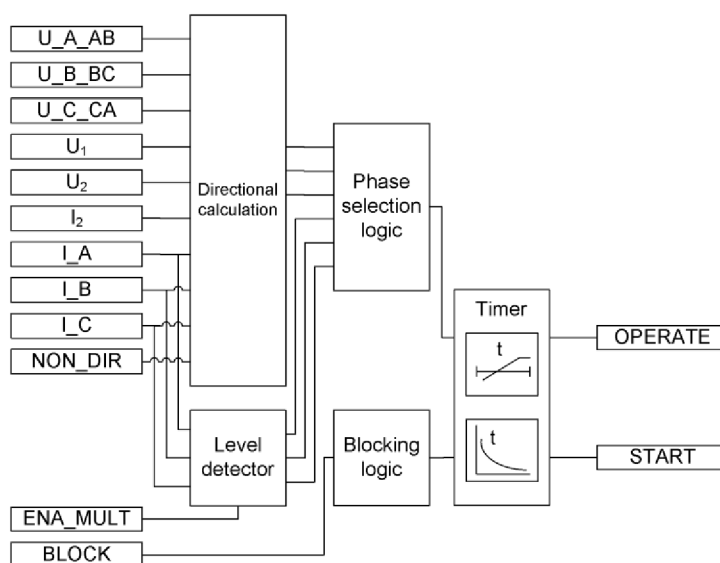 U_A_AB
U_B_BC
U_C_CA
U₁
U₂
I₂
I_A
I_B
I_C
NON_DIR
ENA_MULT
BLOCK
Directional
calculation
Level
detector
Phase
selection
logic
Blocking
logic
Timer
t
t
OPERATE
START